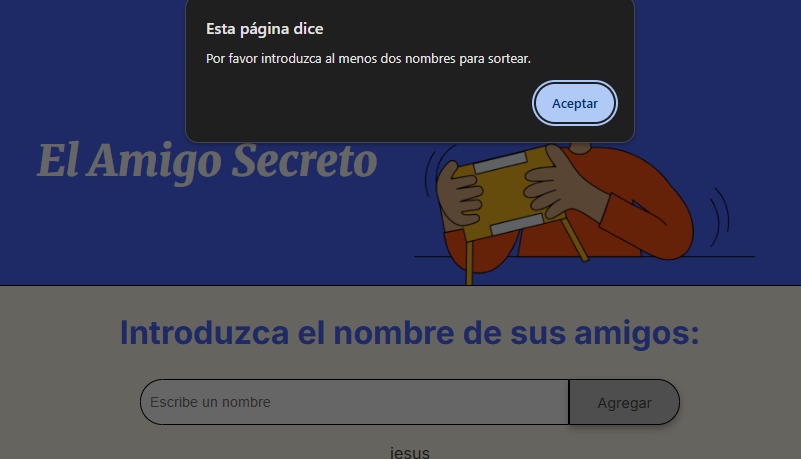 Esta página dice
Por favor introduzca al menos dos nombres para sortear.
Aceptar
El Amigo Secreto
Introduzca el nombre de sus amigos:
Escribe un nombre
Agregar
jesus